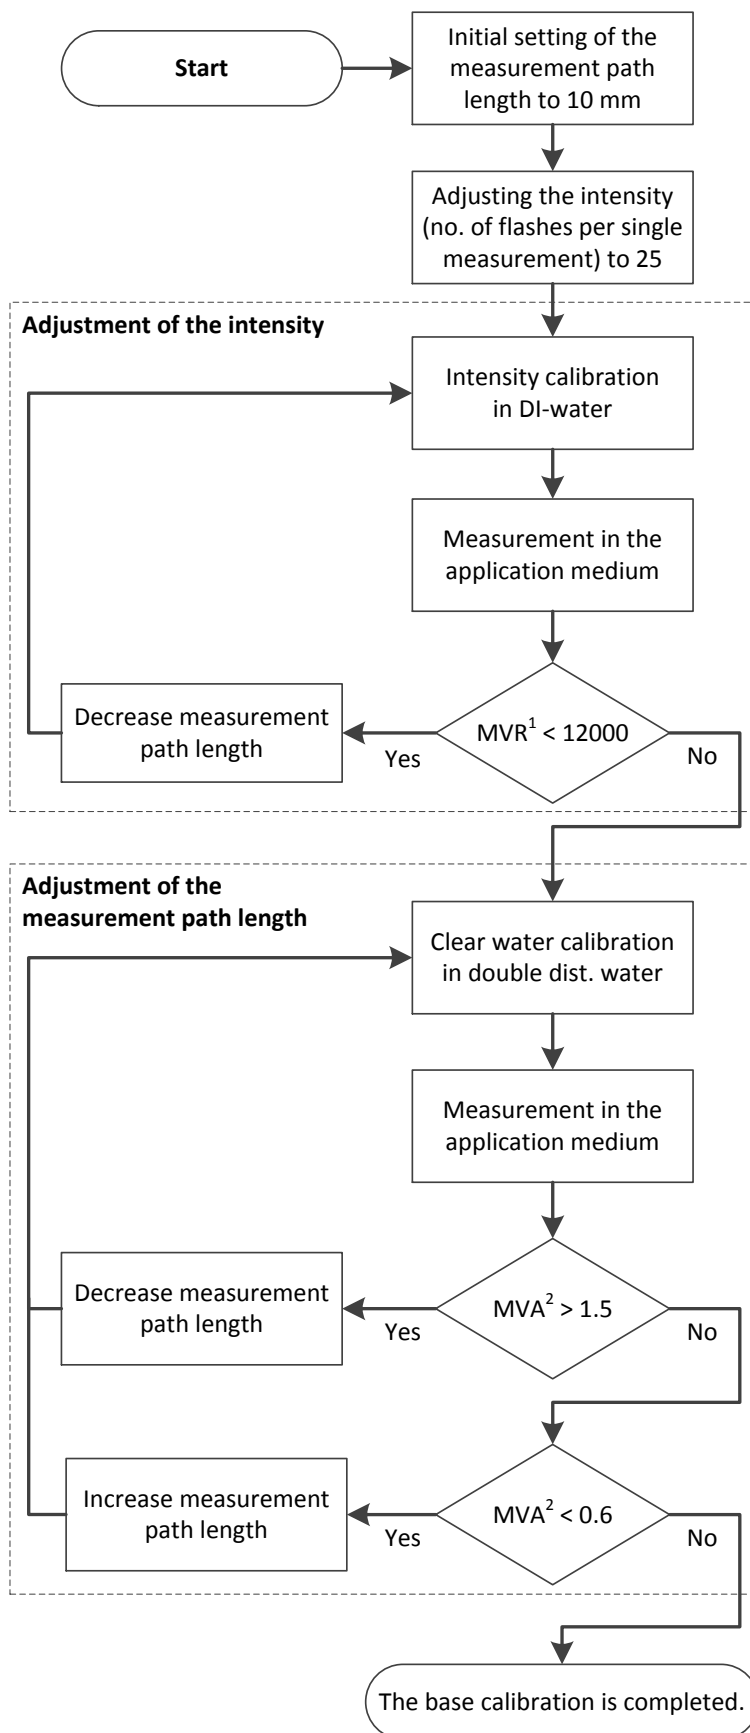 Start
Initial setting of the
measurement path
length to 10 mm
Adjusting the intensity
(no. of flashes per single
measurement) to 25
Adjustment of the intensity
Intensity calibration
in DI-water
Measurement in the
application medium
Decrease measurement
path length
Yes
MVR¹ < 12000
No
Adjustment of the
measurement path length
Clear water calibration
in double dist. water
Measurement in the
application medium
Decrease measurement
path length
Yes
MVA² > 1.5
No
Increase measurement
path length
Yes
MVA² < 0.6
No
The base calibration is completed.